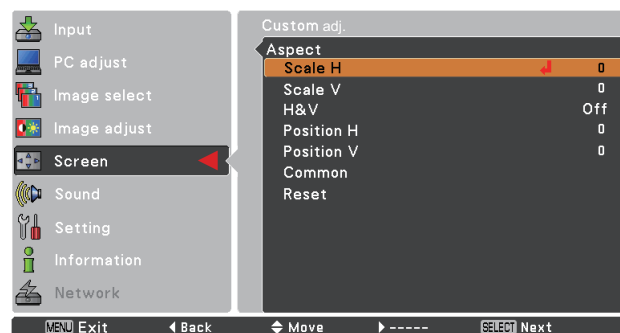 Input
PC adjust
Image select
Image adjust
Screen
Sound
Setting
Information
Network
Custom adj.
Aspect
Scale H 0
Scale V 0
H&V Off
Position H 0
Position V 0
Common
Reset
MENU Exit Back Move ----- SELECT Next